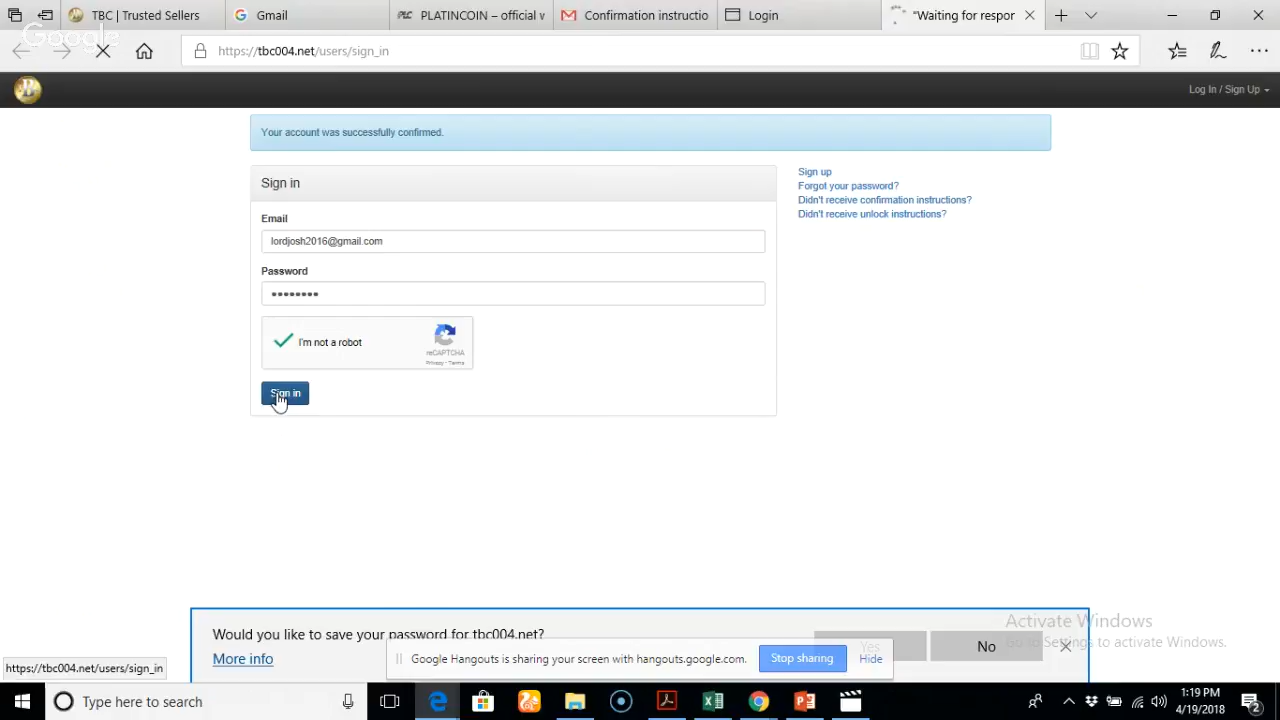 TBC | Trusted Sellers
Gmail
PLC PLATINCOIN – official v
Confirmation instructio
Login
"Waiting for respor
Google
https://tbc004.net/users/sign_in
Log In / Sign Up
Your account was successfully confirmed.
Sign in
Sign up
Forgot your password?
Didn't receive confirmation instructions?
Didn't receive unlock instructions?
Email
lordjosh2016@gmail.com
Password
I'm not a robot
reCAPTCHA
Privacy - Terms
Sign in
Would you like to save your password for tbc004.net?
More info
Yes
No
Activate Windows
Go to Settings to activate Windows.
Google Hangouts is sharing your screen with hangouts.google.com.
Stop sharing
Hide
https://tbc004.net/users/sign_in
Type here to search
1:19 PM
4/19/2018
2